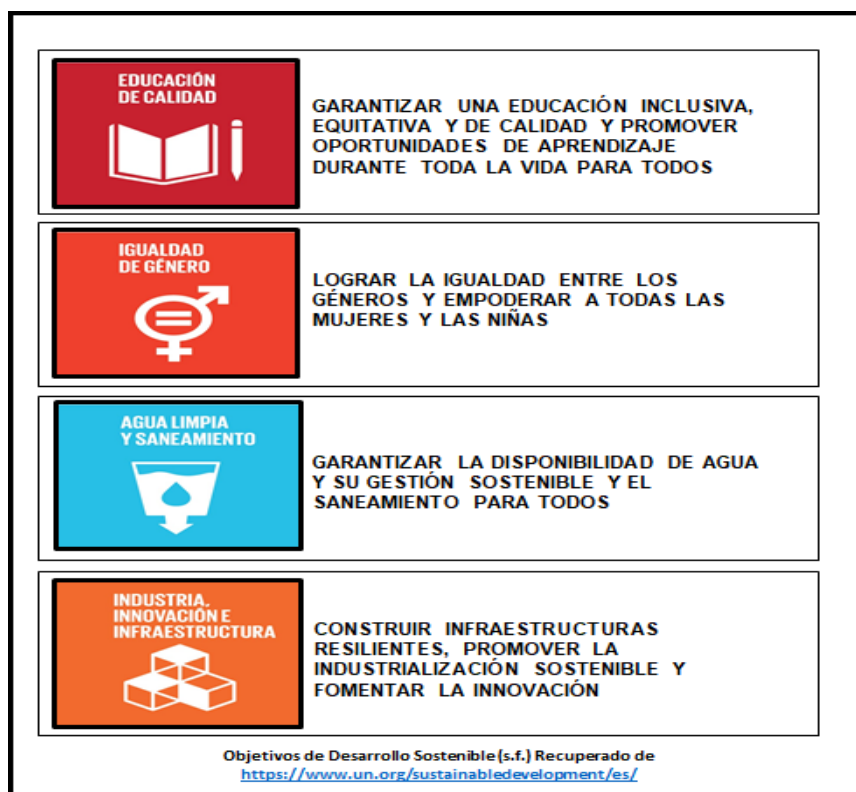 EDUCACIÓN
DE CALIDAD
GARANTIZAR UNA EDUCACIÓN INCLUSIVA,
EQUITATIVA Y DE CALIDAD Y PROMOVER
OPORTUNIDADES DE APRENDIZAJE
DURANTE TODA LA VIDA PARA TODOS
IGUALDAD
DE GÉNERO
LOGRAR LA IGUALDAD ENTRE LOS
GÉNEROS Y EMPODERAR A TODAS LAS
MUJERES Y LAS NIÑAS
AGUA LIMPIA
Y SANEAMIENTO
GARANTIZAR LA DISPONIBILIDAD DE AGUA
Y SU GESTIÓN SOSTENIBLE Y EL
SANEAMIENTO PARA TODOS
INDUSTRIA,
INNOVACIÓN E
INFRAESTRUCTURA
CONSTRUIR INFRAESTRUCTURAS
RESILIENTES, PROMOVER LA
INDUSTRIALIZACIÓN SOSTENIBLE Y
FOMENTAR LA INNOVACIÓN
Objetivos de Desarrollo Sostenible (s.f.) Recuperado de
https://www.un.org/sustainabledevelopment/es/